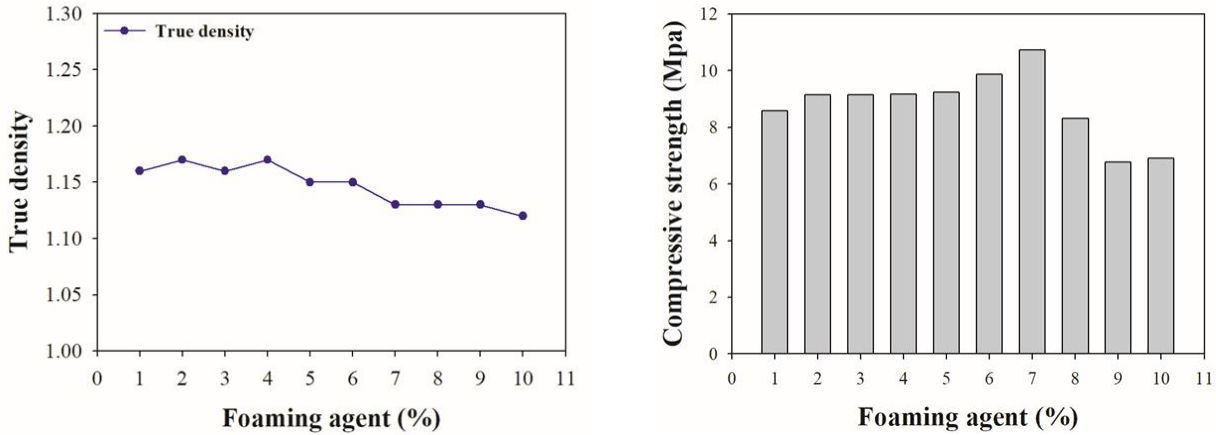 1.30
True density
1.25
1.20
1.15
1.10
1.05
1.00
True density
0 1 2 3 4 5 6 7 8 9 10 11
Foaming agent (%)
12
10
8
6
4
2
0
Compressive strength (Mpa)
0 1 2 3 4 5 6 7 8 9 10 11
Foaming agent (%)